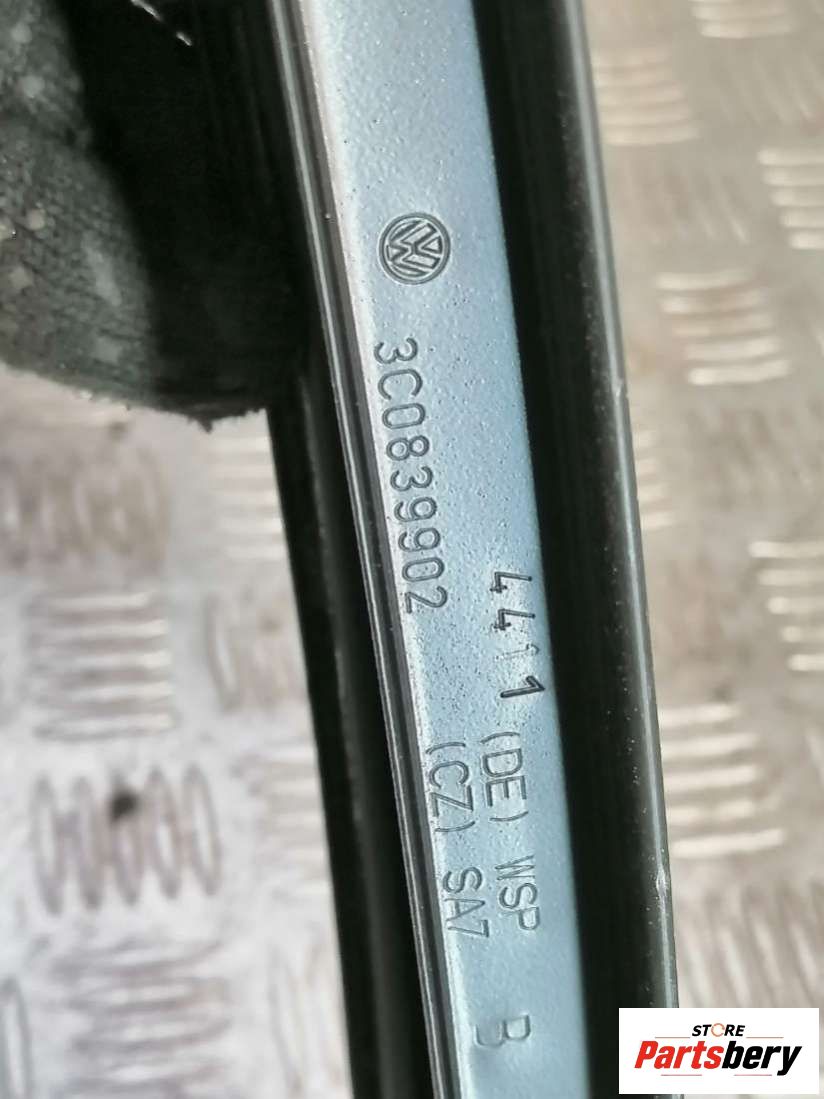 3C0839902
4411
(DE) WSP
(CZ) SA7
B
STORE
Partsbery